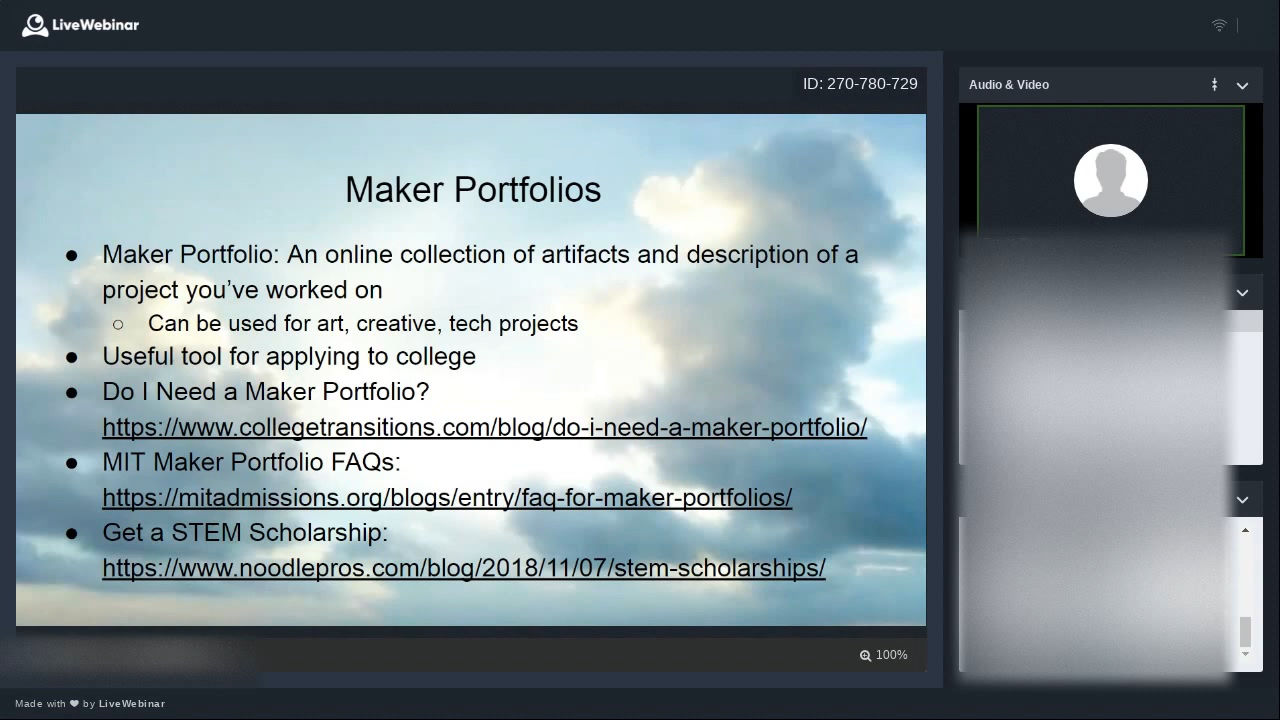 LiveWebinar
ID: 270-780-729
Audio & Video
Maker Portfolios
● Maker Portfolio: An online collection of artifacts and description of a
project you’ve worked on
○ Can be used for art, creative, tech projects
● Useful tool for applying to college
● Do I Need a Maker Portfolio?
https://www.collegetransitions.com/blog/do-i-need-a-maker-portfolio/
● MIT Maker Portfolio FAQs:
https://mitadmissions.org/blogs/entry/faq-for-maker-portfolios/
● Get a STEM Scholarship:
https://www.noodlepros.com/blog/2018/11/07/stem-scholarships/
100%
Made with ❤ by LiveWebinar